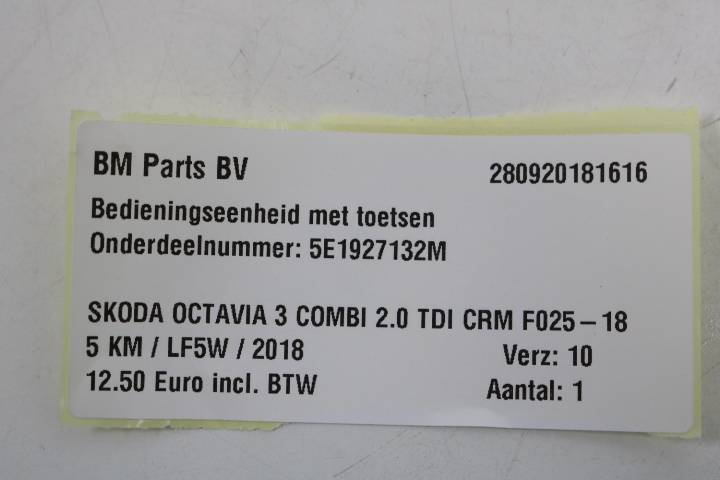 BM Parts BV 280920181616
Bedieningseenheid met toetsen
Onderdeelnummer: 5E1927132M
SKODA OCTAVIA 3 COMBI 2.0 TDI CRM F025-18
5 KM / LF5W / 2018 Verz: 10
12.50 Euro incl. BTW Aantal: 1